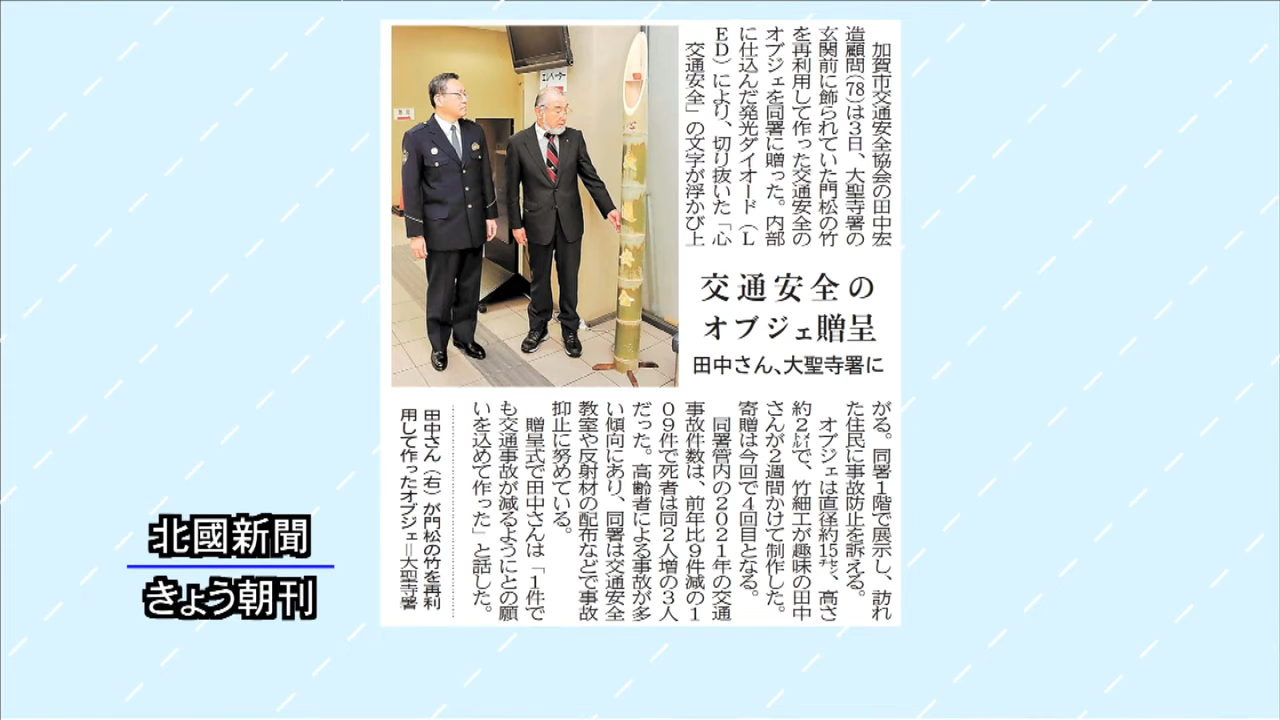 加賀市交通安全協会の田中宏
造顧問(78)は3日、大聖寺署の
玄関前に飾られていた門松の竹
を再利用して作った交通安全の
オブジェを同署に贈った。内部
に仕込んだ発光ダイオード(L
ED)により、切り抜いた「心
交通安全」の文字が浮かび上
交通安全の
オブジェ贈呈
田中さん、大聖寺署に
がる。同署1階で展示し、訪れ
た住民に事故防止を訴える。
オブジェは直径約15㌢、高さ
約2㍍で、竹細工が趣味の田中
さんが2週間かけて制作した。
寄贈は今回で4回目となる。
同署管内の2021年の交通
事故件数は、前年比9件減の1
09件で死者は同2人増の3人
だった。高齢者による事故が多
い傾向にあり、同署は交通安全
教室や反射材の配布などで事故
抑止に努めている。
贈呈式で田中さんは「1件で
も交通事故が減るようにとの願
いを込めて作った」と話した。
田中さん(右)が門松の竹を再利
用して作ったオブジェ=大聖寺署
北國新聞
きょう朝刊